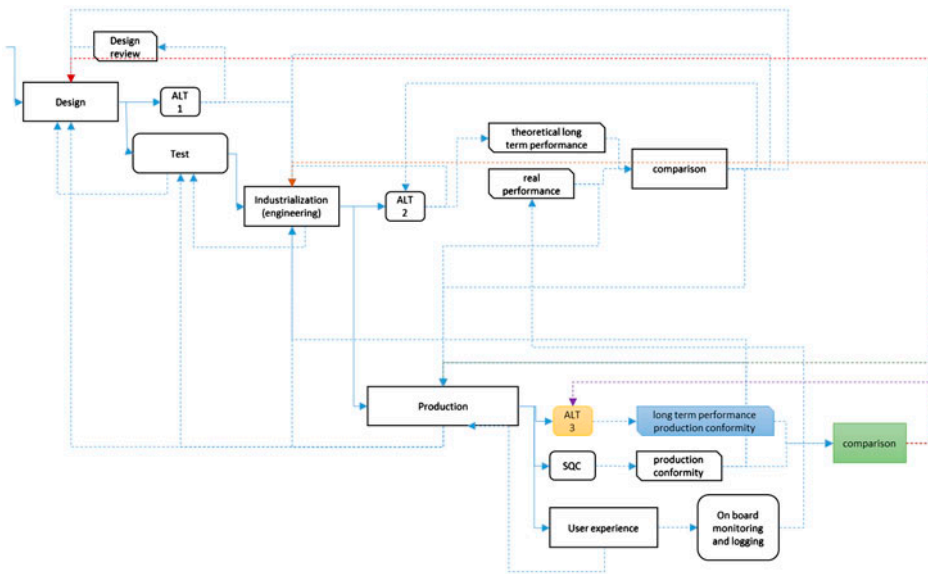 Design
review
Design
ALT
1
Test
theoretical long
term performance
real
performance
comparison
Industrialization
(engineering)
ALT
2
Production
ALT
3
long term performance
production conformity
comparison
SQC
production
conformity
User experience
On board
monitoring
and logging